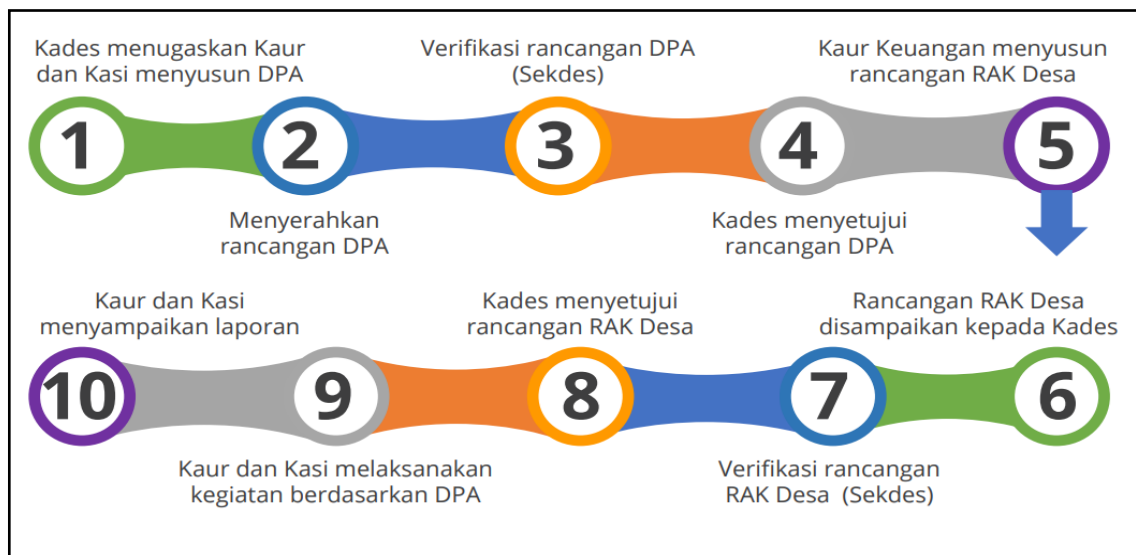 Kades menugaskan Kaur
dan Kasi menyusun DPA
1
2
Menyerahkan
rancangan DPA
Verifikasi rancangan DPA
(Sekdes)
3
4
Kades menyetujui
rancangan DPA
Kaur Keuangan menyusun
rancangan RAK Desa
5
Rancangan RAK Desa
disampaikan kepada Kades
6
7
Verifikasi rancangan
RAK Desa (Sekdes)
Kades menyetujui
rancangan RAK Desa
8
9
Kaur dan Kasi melaksanakan
kegiatan berdasarkan DPA
Kaur dan Kasi
menyampaikan laporan
10